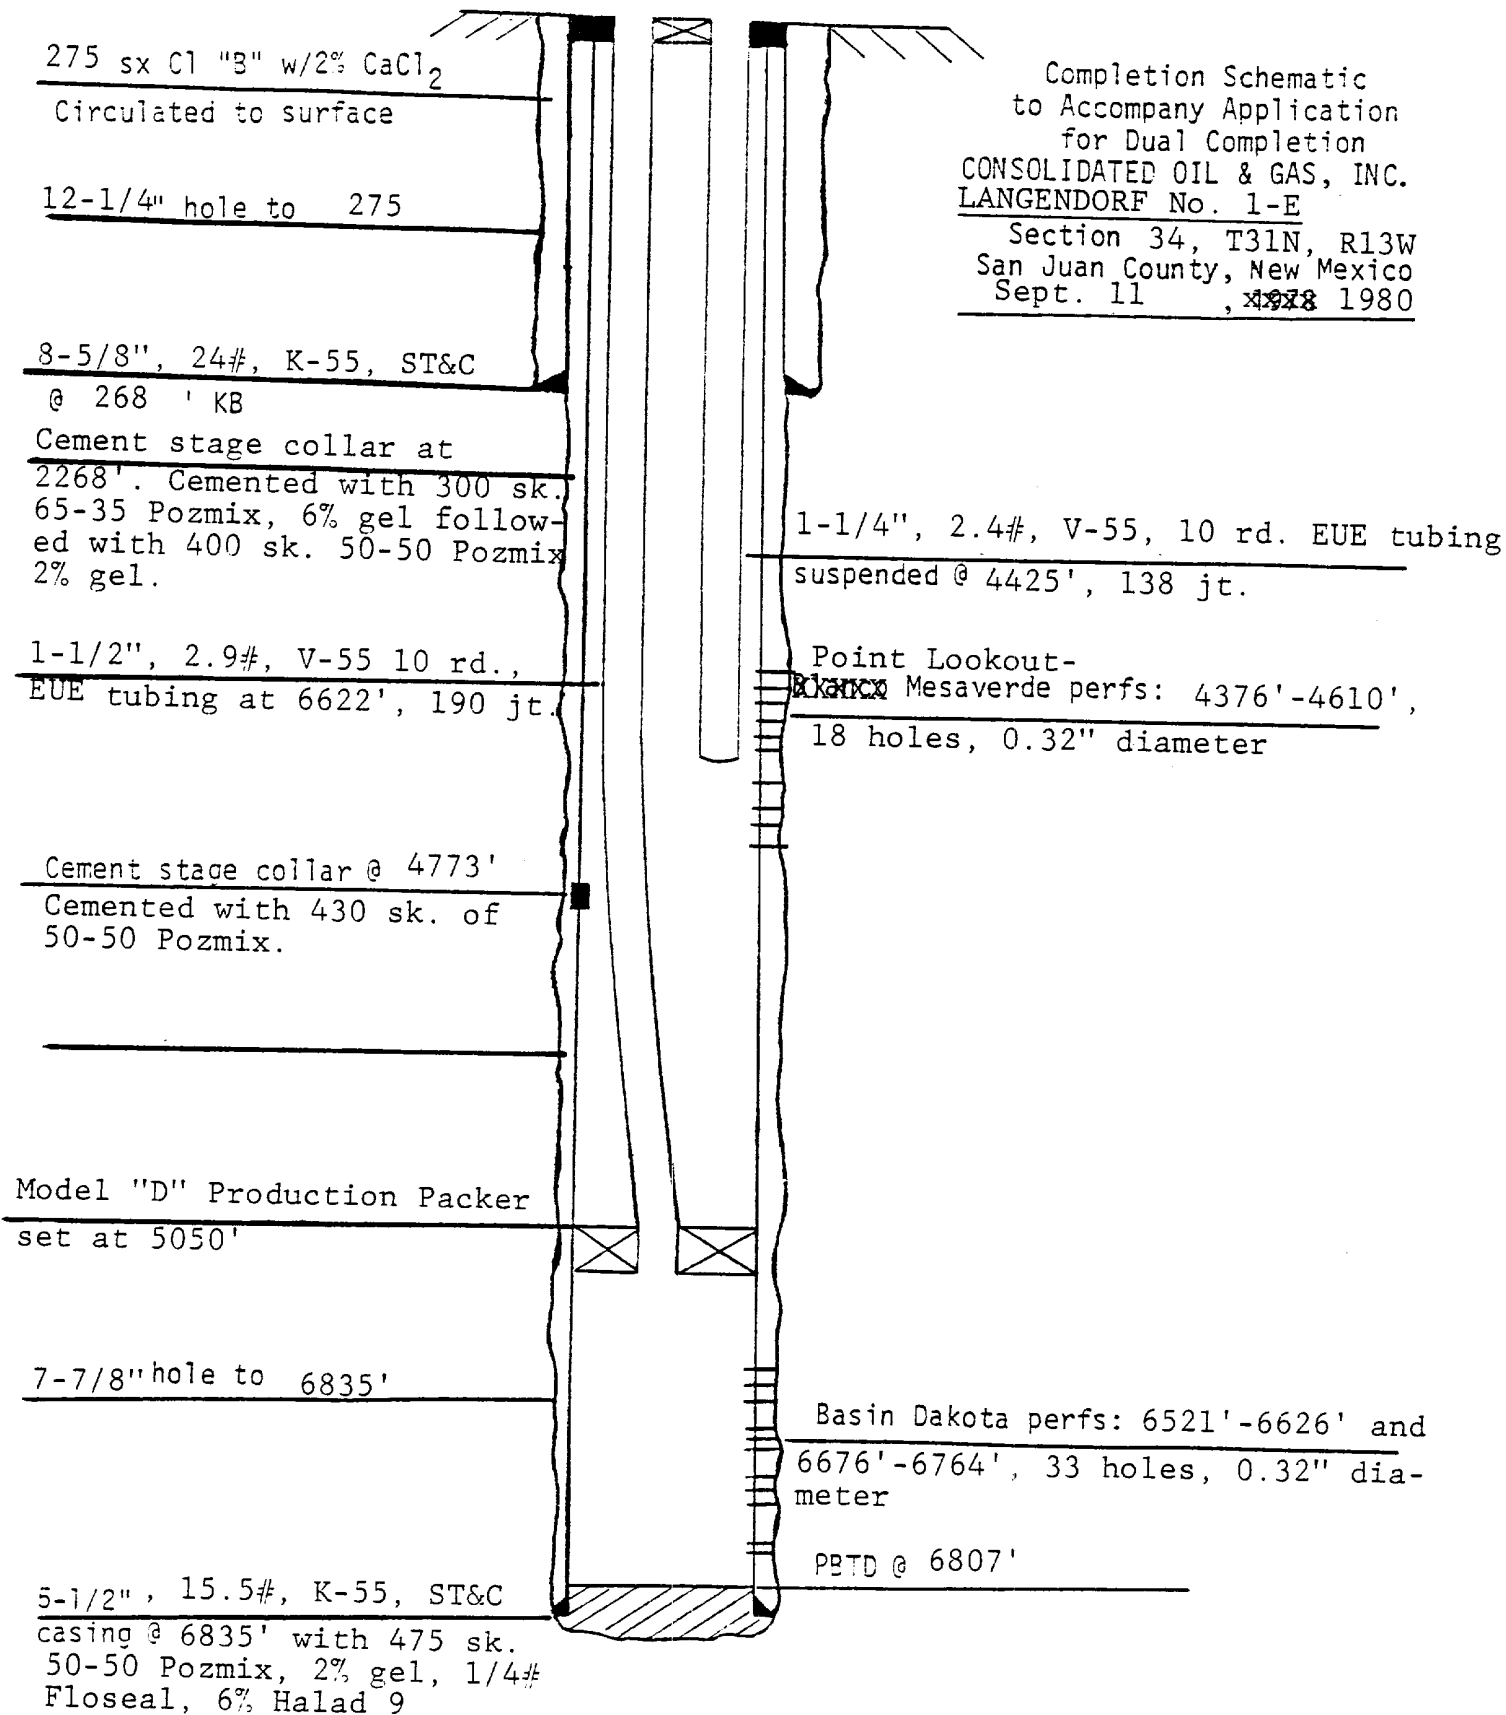 275 sx Cl "B" w/2% CaCl2
Circulated to surface
12-1/4" hole to 275
8-5/8", 24#, K-55, ST&C
@ 268 ' KB
Cement stage collar at
2268'. Cemented with 300 sk.
65-35 Pozmix, 6% gel follow-
ed with 400 sk. 50-50 Pozmix
2% gel.
1-1/2", 2.9#, V-55 10 rd.,
EUE tubing at 6622', 190 jt.
Cement stage collar @ 4773'
Cemented with 430 sk. of
50-50 Pozmix.
Model "D" Production Packer
set at 5050'
7-7/8" hole to 6835'
5-1/2", 15.5#, K-55, ST&C
casing @ 6835' with 475 sk.
50-50 Pozmix, 2% gel, 1/4#
Floseal, 6% Halad 9
Completion Schematic
to Accompany Application
for Dual Completion
CONSOLIDATED OIL & GAS, INC.
LANGENDORF No. 1-E
Section 34, T31N, R13W
San Juan County, New Mexico
Sept. 11 , 1980
1-1/4", 2.4#, V-55, 10 rd. EUE tubing
suspended @ 4425', 138 jt.
Point Lookout-
Mesaverde perfs: 4376'-4610',
18 holes, 0.32" diameter
Basin Dakota perfs: 6521'-6626' and
6676'-6764', 33 holes, 0.32" dia-
meter
PBTD @ 6807'